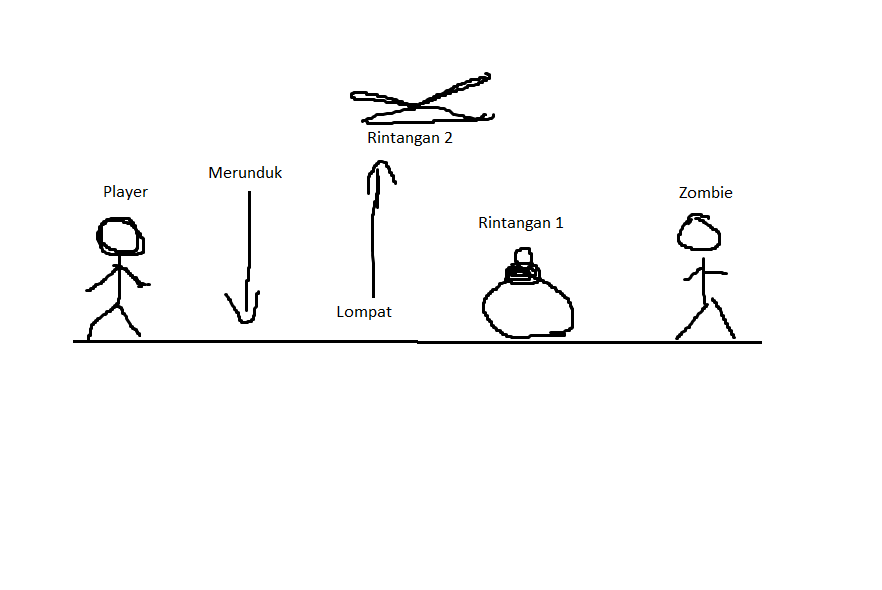 Rintangan 2
Merunduk
Player
Zombie
Rintangan 1
Lompat